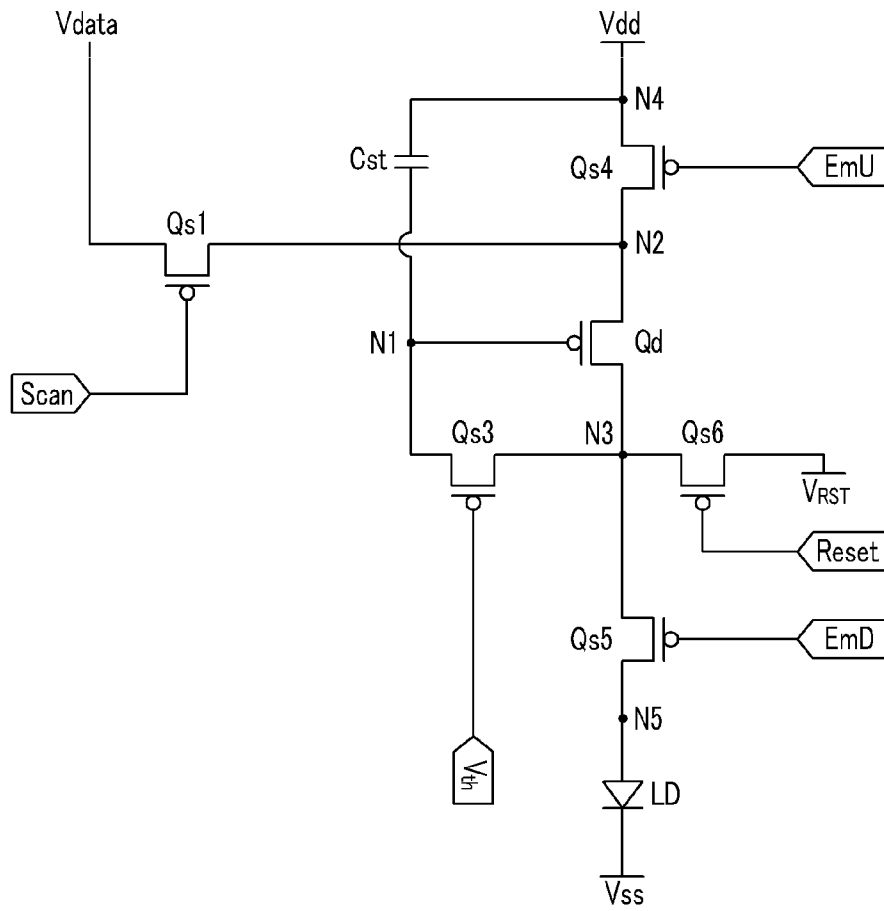 Vdata
Vdd
N4
Cst
Qs4
EmU
Qs1
N2
N1
Qd
Scan
Qs3
N3
Qs6
VRST
Reset
Qs5
EmD
N5
Vth
LD
Vss